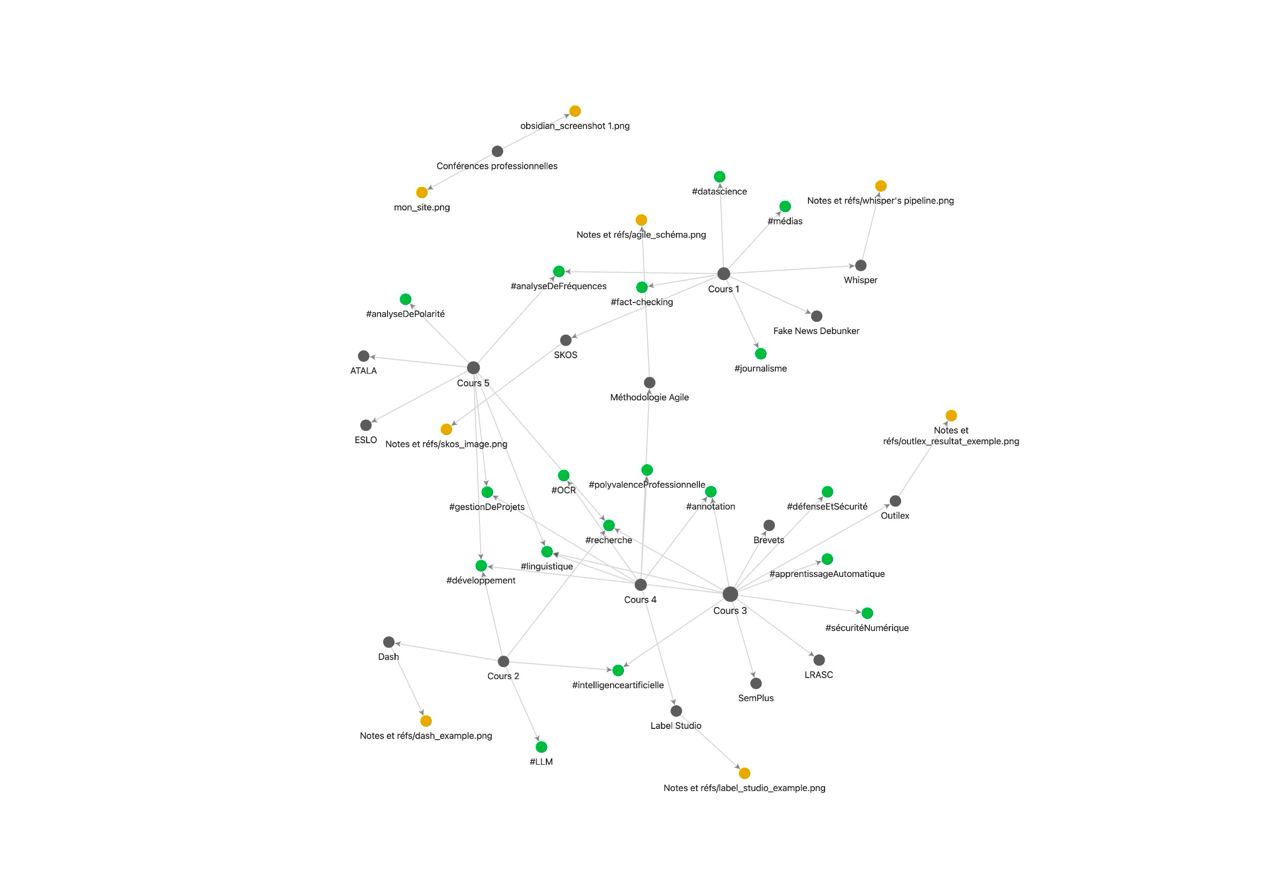 obsidian_screenshot 1.png
Conférences professionnelles
mon_site.png
#datascience
Notes et réfs/whisper's pipeline.png
#médias
Notes et réfs/agile_schéma.png
Whisper
#analyseDeFréquences
Cours 1
#fact-checking
#analyseDePolarité
Fake News Debunker
SKOS
#journalisme
ATALA
Cours 5
Méthodologie Agile
Notes et
réfs/outlex_resultat_exemple.png
ESLO
Notes et réfs/skos_image.png
#polyvalenceProfessionnelle
#OCR
#gestionDeProjets
#annotation
#défenseEtSécurité
Outilex
#recherche
Brevets
#linguistique
#apprentissageAutomatique
#développement
Cours 4
Cours 3
#sécuritéNumérique
Dash
Cours 2
LRASC
#intelligenceartificielle
SemPlus
Label Studio
Notes et réfs/dash_example.png
#LLM
Notes et réfs/label_studio_example.png